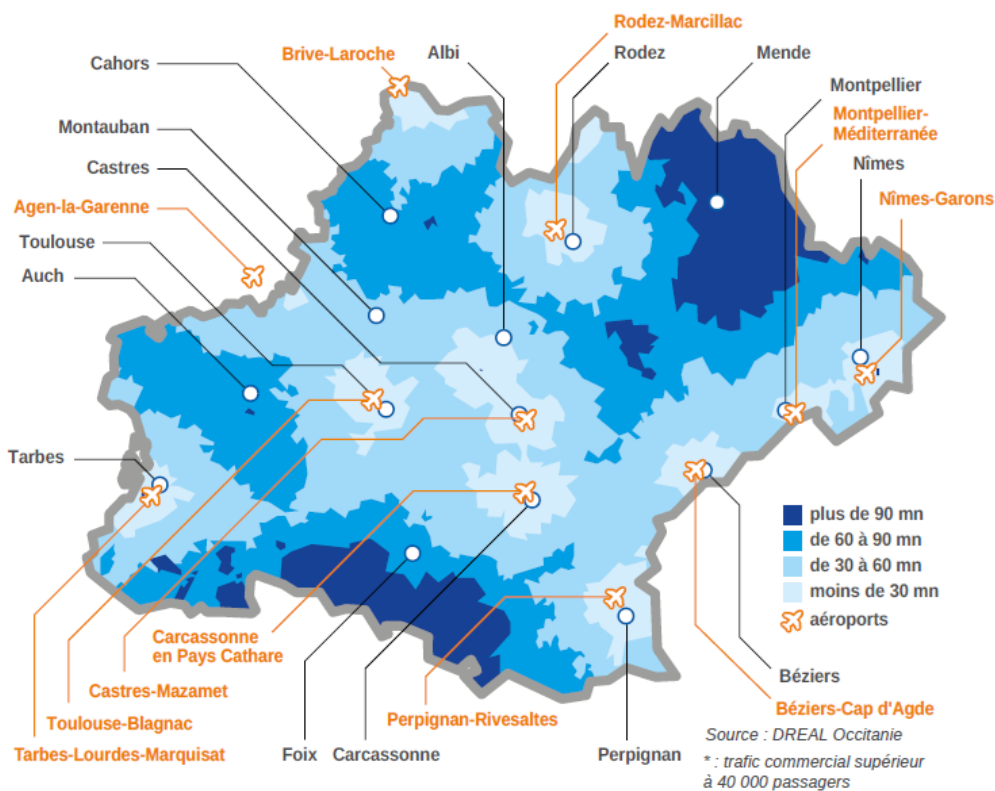 Rodez-Marcillac
Brive-Laroche
Albi
Rodez
Mende
Cahors
Montpellier
Montpellier-
Méditerranée
Montauban
Nîmes
Castres
Nîmes-Garons
Agen-la-Garenne
Toulouse
Auch
Tarbes
plus de 90 mn
de 60 à 90 mn
de 30 à 60 mn
moins de 30 mn
aéroports
Carcassonne
en Pays Cathare
Castres-Mazamet
Toulouse-Blagnac
Tarbes-Lourdes-Marquisat
Foix
Carcassonne
Perpignan-Rivesaltes
Perpignan
Béziers
Béziers-Cap d'Agde
Source : DREAL Occitanie
* : trafic commercial supérieur
à 40 000 passagers